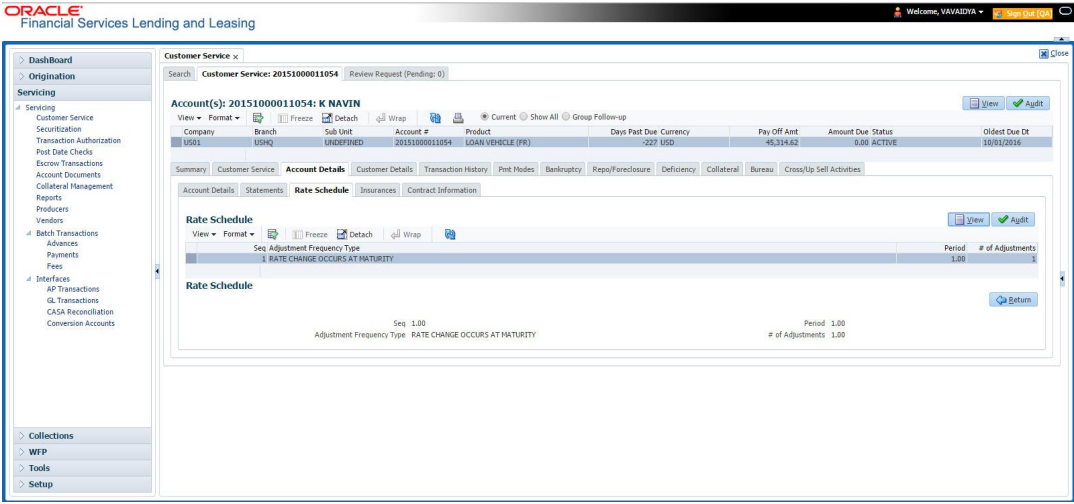 ORACLE
Financial Services Lending and Leasing
Welcome, VAVAIDYA
Sign Out [QA]
DashBoard
Origination
Servicing
Servicing
Customer Service
Securitization
Transaction Authorization
Post Date Checks
Escrow Transactions
Account Documents
Collateral Management
Reports
Producers
Vendors
Batch Transactions
Advances
Payments
Fees
Interfaces
AP Transactions
GL Transactions
CASA Reconciliation
Conversion Accounts
Collections
WFP
Tools
Setup
Customer Service x
Close
Search Customer Service: 20151000011054 Review Request (Pending: 0)
Account(s): 20151000011054: K NAVIN
View Audit
View Format Freeze Detach Wrap Current Show All Group Follow-up
Company Branch Sub Unit Account # Product Days Past Due Currency Pay Off Amt Amount Due Status Oldest Due Dt
US01 USHQ UNDEFINED 20151000011054 LOAN VEHICLE (FR) -227 USD 45,314.62 0.00 ACTIVE 10/01/2016
Summary Customer Service Account Details Customer Details Transaction History Pmt Modes Bankruptcy Repo/Foreclosure Deficiency Collateral Bureau Cross/Up Sell Activities
Account Details Statements Rate Schedule Insurances Contract Information
Rate Schedule
View Audit
View Format Freeze Detach Wrap
Seq Adjustment Frequency Type Period # of Adjustments
1 RATE CHANGE OCCURS AT MATURITY 1.00 1
Rate Schedule
Return
Seq 1.00 Period 1.00
Adjustment Frequency Type RATE CHANGE OCCURS AT MATURITY # of Adjustments 1.00